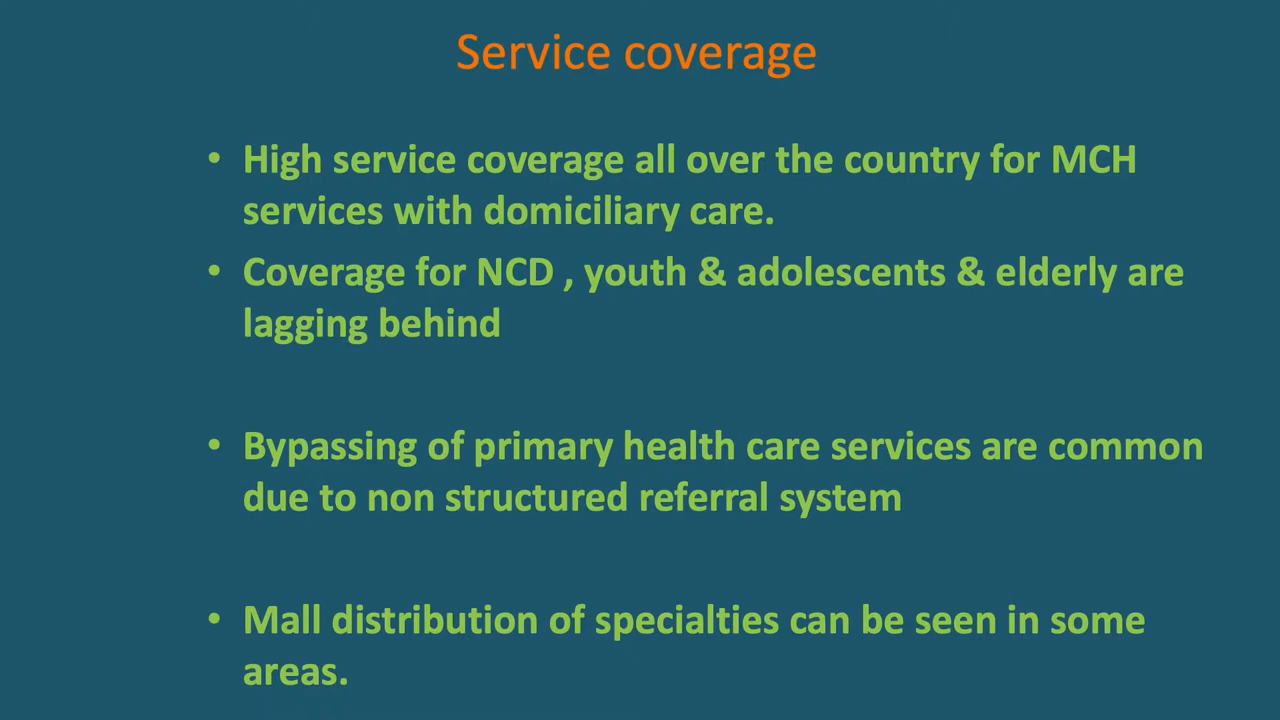 Service coverage
• High service coverage all over the country for MCH
services with domiciliary care.
• Coverage for NCD , youth & adolescents & elderly are
lagging behind
• Bypassing of primary health care services are common
due to non structured referral system
• Mall distribution of specialties can be seen in some
areas.